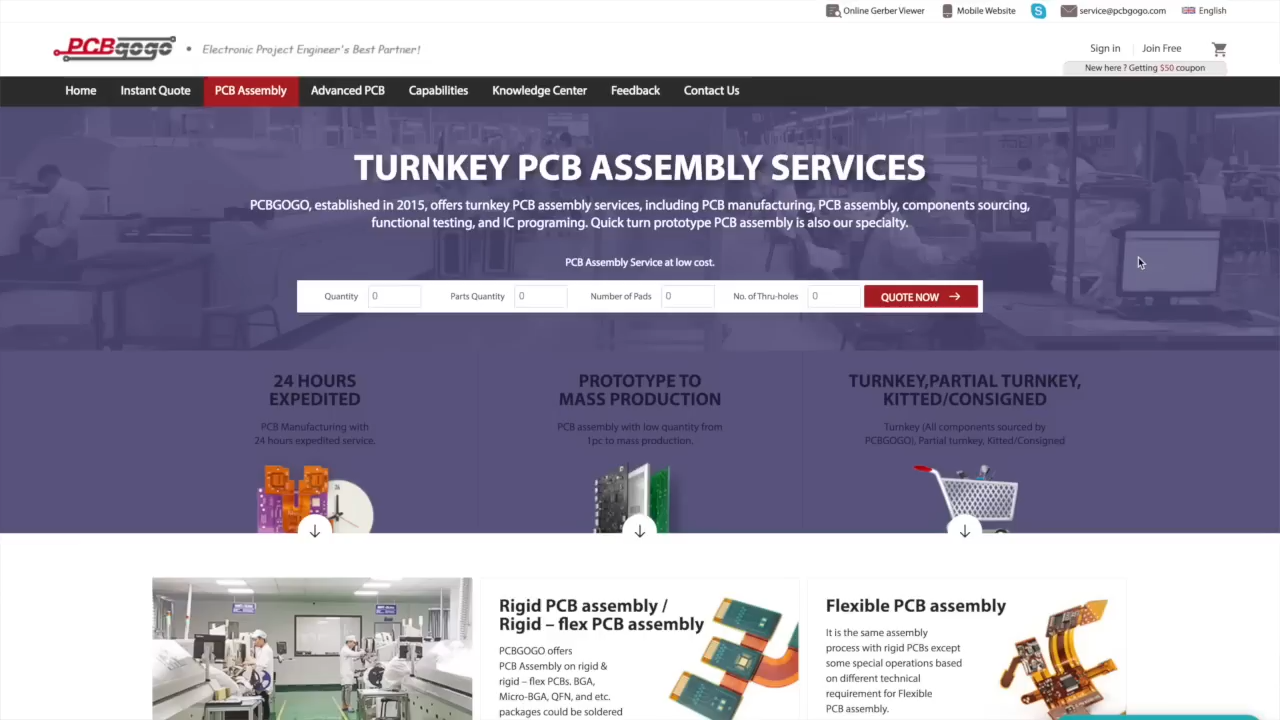 Online Gerber Viewer
Mobile Website
service@pcbgogo.com
English
PCBgogo
Electronic Project Engineer's Best Partner!
Sign in
Join Free
New here ? Getting $50 coupon
Home
Instant Quote
PCB Assembly
Advanced PCB
Capabilities
Knowledge Center
Feedback
Contact Us
TURNKEY PCB ASSEMBLY SERVICES
PCBGOGO, established in 2015, offers turnkey PCB assembly services, including PCB manufacturing, PCB assembly, components sourcing,
functional testing, and IC programing. Quick turn prototype PCB assembly is also our specialty.
PCB Assembly Service at low cost.
Quantity 0
Parts Quantity 0
Number of Pads 0
No. of Thru-holes 0
QUOTE NOW
24 HOURS
EXPEDITED
PCB Manufacturing with
24 hours expedited service.
PROTOTYPE TO
MASS PRODUCTION
PCB assembly with low quantity from
1pc to mass production.
TURNKEY,PARTIAL TURNKEY,
KITTED/CONSIGNED
Turnkey (All components sourced by
PCBGOGO), Partial turnkey, Kitted/Consigned
Rigid PCB assembly /
Rigid – flex PCB assembly
PCBGOGO offers
PCB Assembly on rigid &
rigid – flex PCBs. BGA,
Micro-BGA, QFN, and etc.
packages could be soldered
Flexible PCB assembly
It is the same assembly
process with rigid PCBs except
some special operations based
on different technical
requirement for Flexible
PCB assembly.